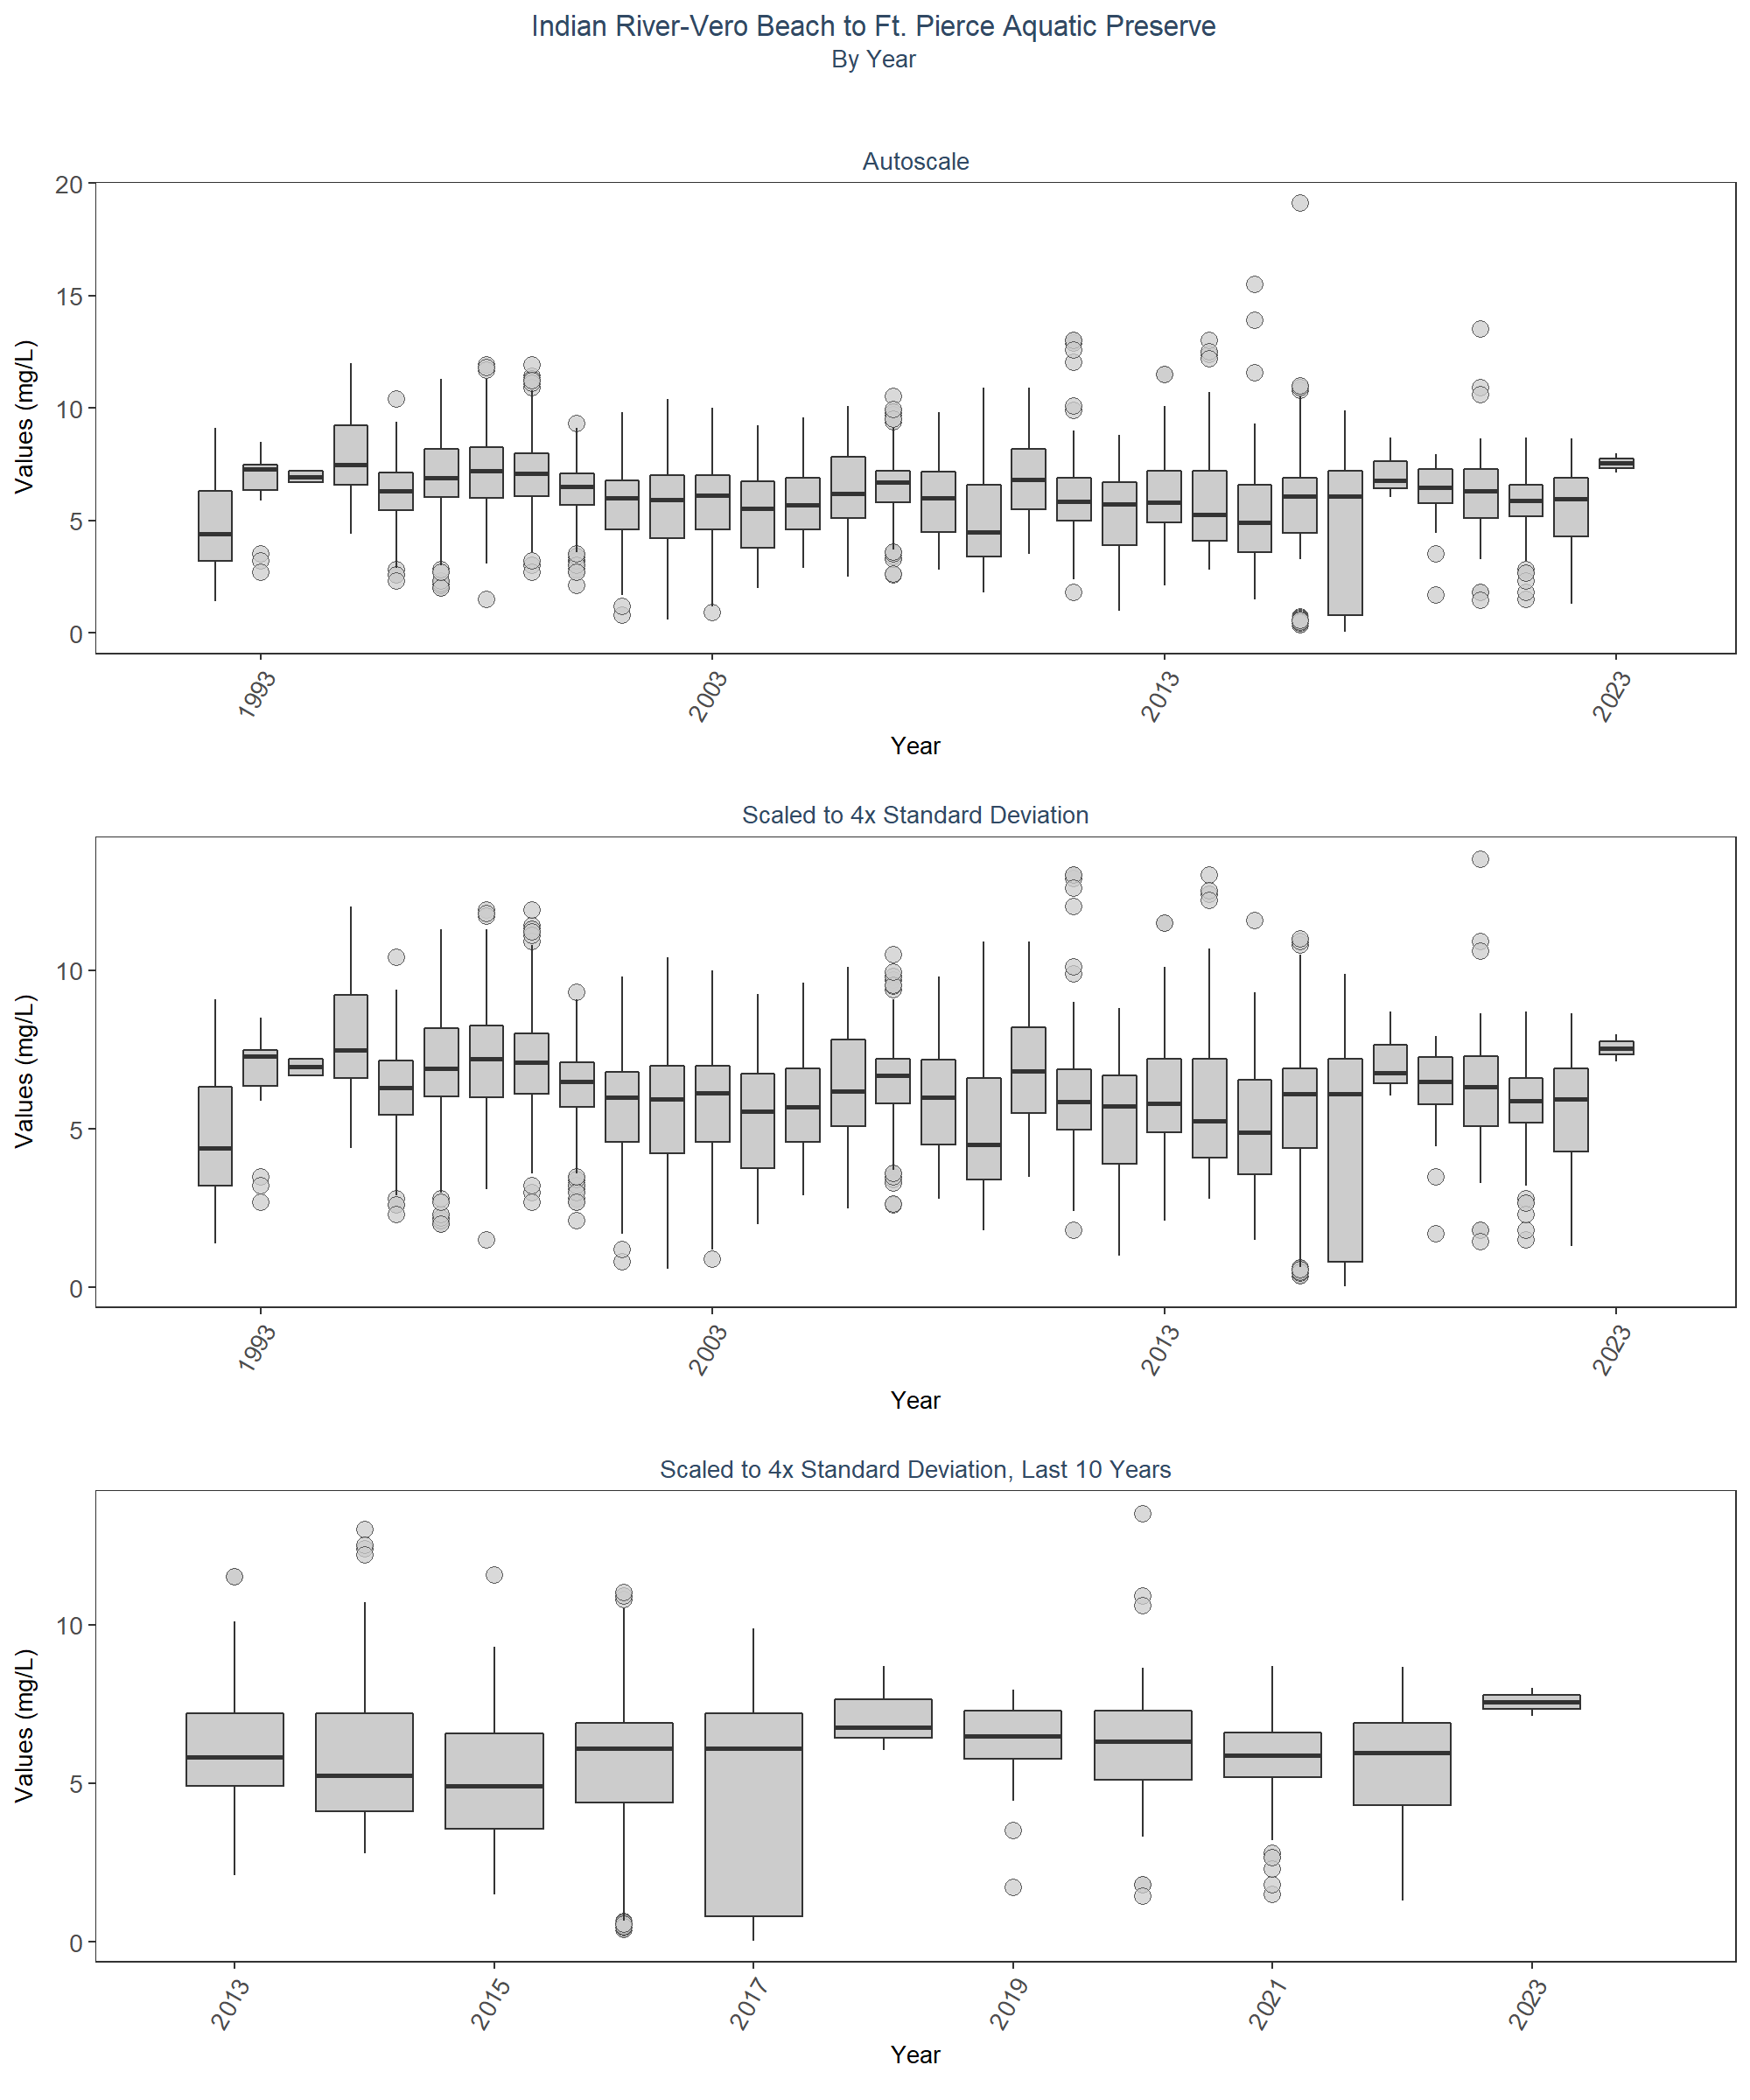 Indian River-Vero Beach to Ft. Pierce Aquatic Preserve
By Year
Autoscale
Values (mg/L)
20
15
10
5
0
1993
2003
2013
2023
Year
Scaled to 4x Standard Deviation
Values (mg/L)
10
5
0
1993
2003
2013
2023
Year
Scaled to 4x Standard Deviation, Last 10 Years
Values (mg/L)
10
5
0
2013
2015
2017
2019
2021
2023
Year